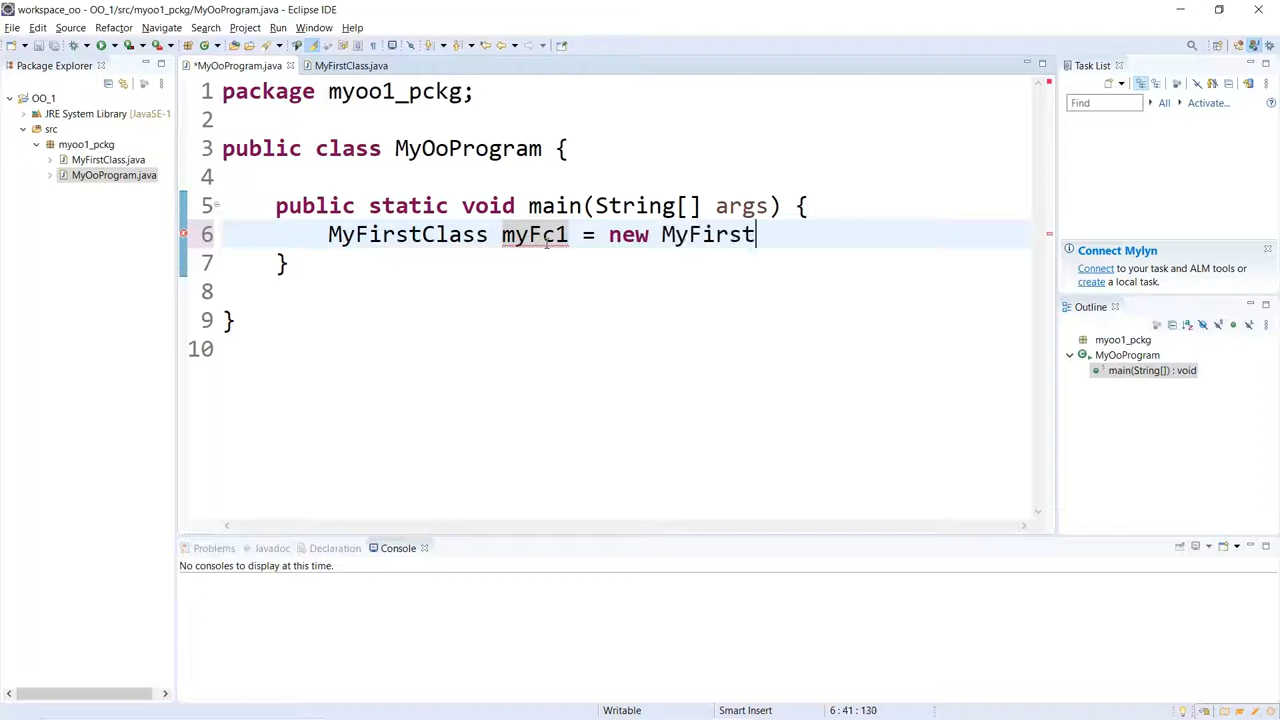 workspace_oo - OO_1/src/myoo1_pckg/MyOoProgram.java - Eclipse IDE
File Edit Source Refactor Navigate Search Project Run Window Help
Package Explorer
OO_1
JRE System Library [JavaSE-1
src
myoo1_pckg
MyFirstClass.java
MyOoProgram.java
*MyOoProgram.java MyFirstClass.java
1 package myoo1_pckg;
2
3 public class MyOoProgram {
4
5 public static void main(String[] args) {
6 MyFirstClass myFc1 = new MyFirst
7 }
8
9 }
10
Task List
Find All Activate...
Connect Mylyn
Connect to your task and ALM tools or
create a local task.
Outline
myoo1_pckg
MyOoProgram
main(String[]) : void
Problems Javadoc Declaration Console
No consoles to display at this time.
Writable Smart Insert 6 : 41 : 130